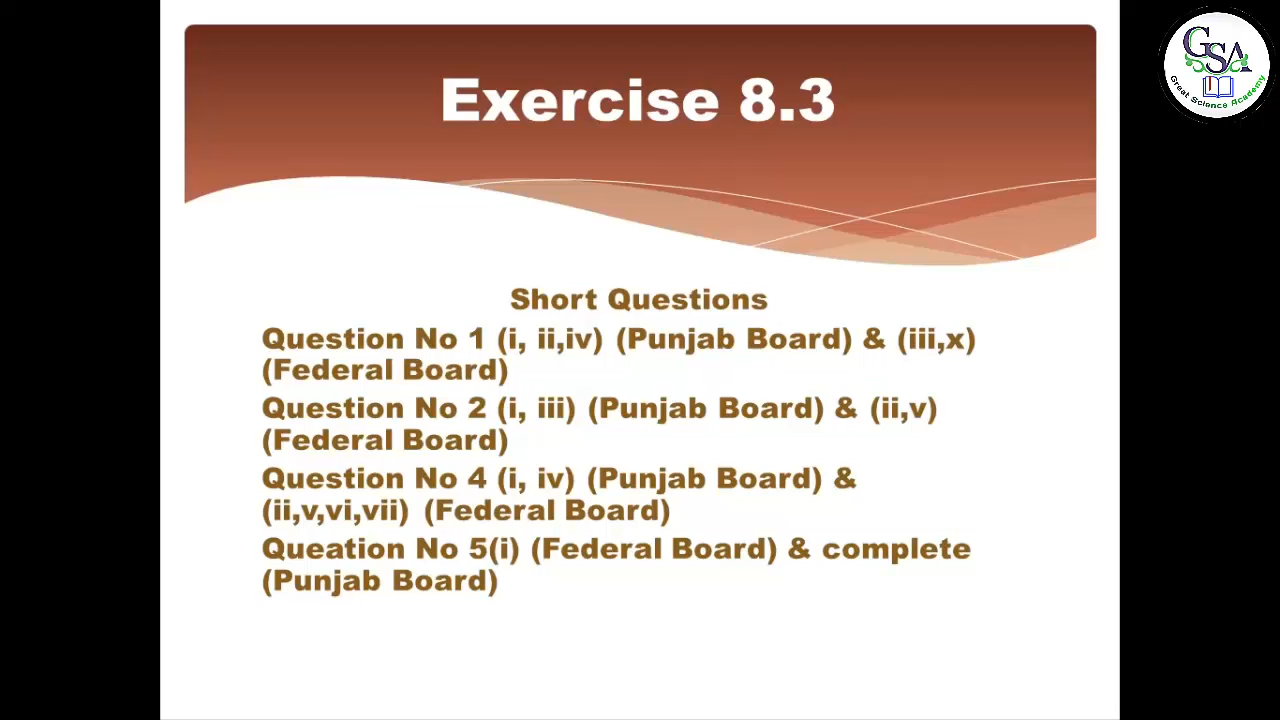 Exercise 8.3
GSA
Great Science Academy
Short Questions
Question No 1 (i, ii,iv) (Punjab Board) & (iii,x)
(Federal Board)
Question No 2 (i, iii) (Punjab Board) & (ii,v)
(Federal Board)
Question No 4 (i, iv) (Punjab Board) &
(ii,v,vi,vii) (Federal Board)
Queation No 5(i) (Federal Board) & complete
(Punjab Board)